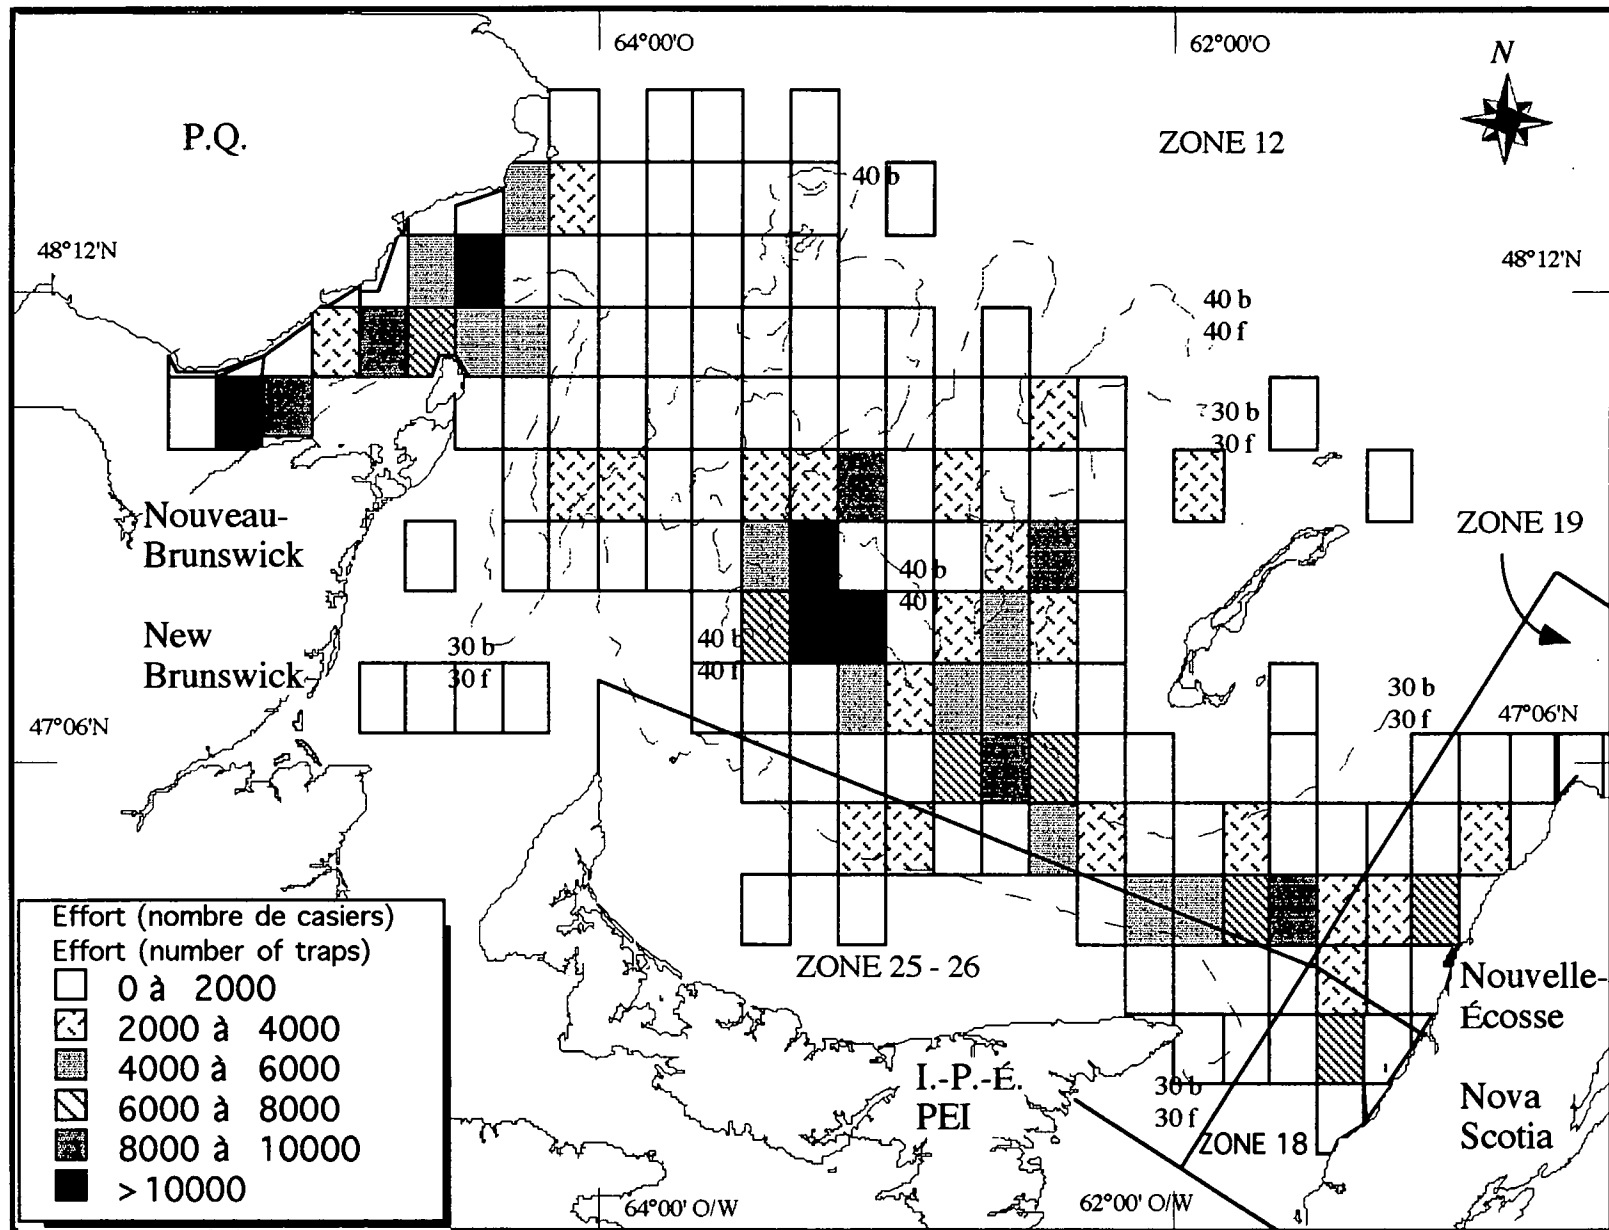 64°00'O
62°00'O
N
P.Q.
ZONE 12
40 b
48°12'N
48°12'N
40 b
40 f
30 b
30 f
Nouveau-
Brunswick
ZONE 19
40 b
40
New
Brunswick
30 b
30 f
40 b
40 f
30 b
30 f
47°06'N
47°06'N
Effort (nombre de casiers)
Effort (number of traps)
0 à 2000
2000 à 4000
4000 à 6000
6000 à 8000
8000 à 10000
>10000
ZONE 25 - 26
Nouvelle-
Écosse
I.-P.-É.
PEI
30 b
30 f
Nova
Scotia
ZONE 18
64°00' O/W
62°00' O/W